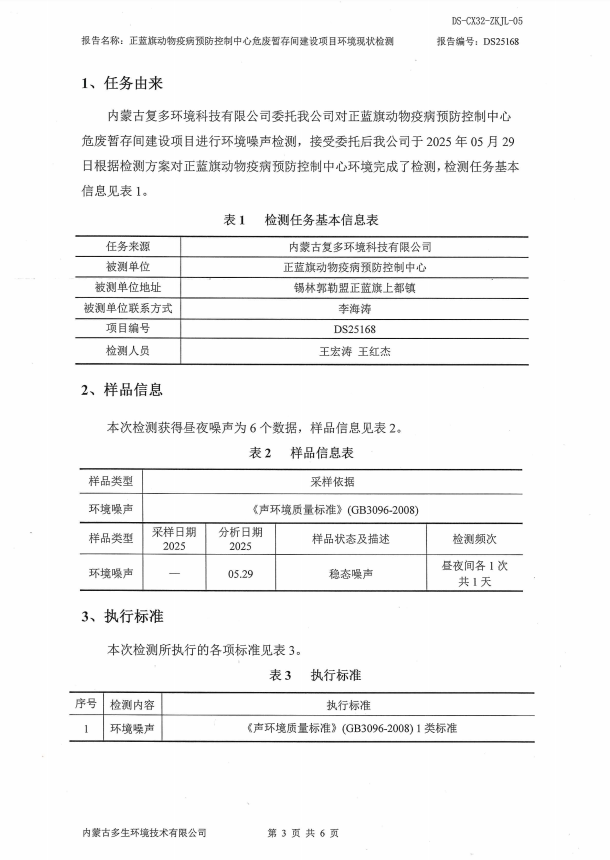 DS-CX32-ZKJL-05
报告名称：正蓝旗动物疫病预防控制中心危废暂存间建设项目环境现状检测 报告编号：DS25168
1、任务由来
内蒙古复多环境科技有限公司委托我公司对正蓝旗动物疫病预防控制中心
危废暂存间建设项目进行环境噪声检测，接受委托后我公司于 2025 年 05 月 29
日根据检测方案对正蓝旗动物疫病预防控制中心环境完成了检测，检测任务基本
信息见表 1。
表 1 检测任务基本信息表
任务来源 内蒙古复多环境科技有限公司
被测单位 正蓝旗动物疫病预防控制中心
被测单位地址 锡林郭勒盟正蓝旗上都镇
被测单位联系方式 李海涛
项目编号 DS25168
检测人员 王宏涛 王红杰
2、样品信息
本次检测获得昼夜噪声为 6 个数据，样品信息见表 2。
表 2 样品信息表
样品类型 采样依据
环境噪声 《声环境质量标准》(GB3096-2008)
样品类型 采样日期 2025 分析日期 2025 样品状态及描述 检测频次
环境噪声 — 05.29 稳态噪声 昼夜间各 1 次 共 1 天
3、执行标准
本次检测所执行的各项标准见表 3。
表 3 执行标准
序号 检测内容 执行标准
1 环境噪声 《声环境质量标准》(GB3096-2008) 1 类标准
内蒙古多生环境技术有限公司 第 3 页 共 6 页